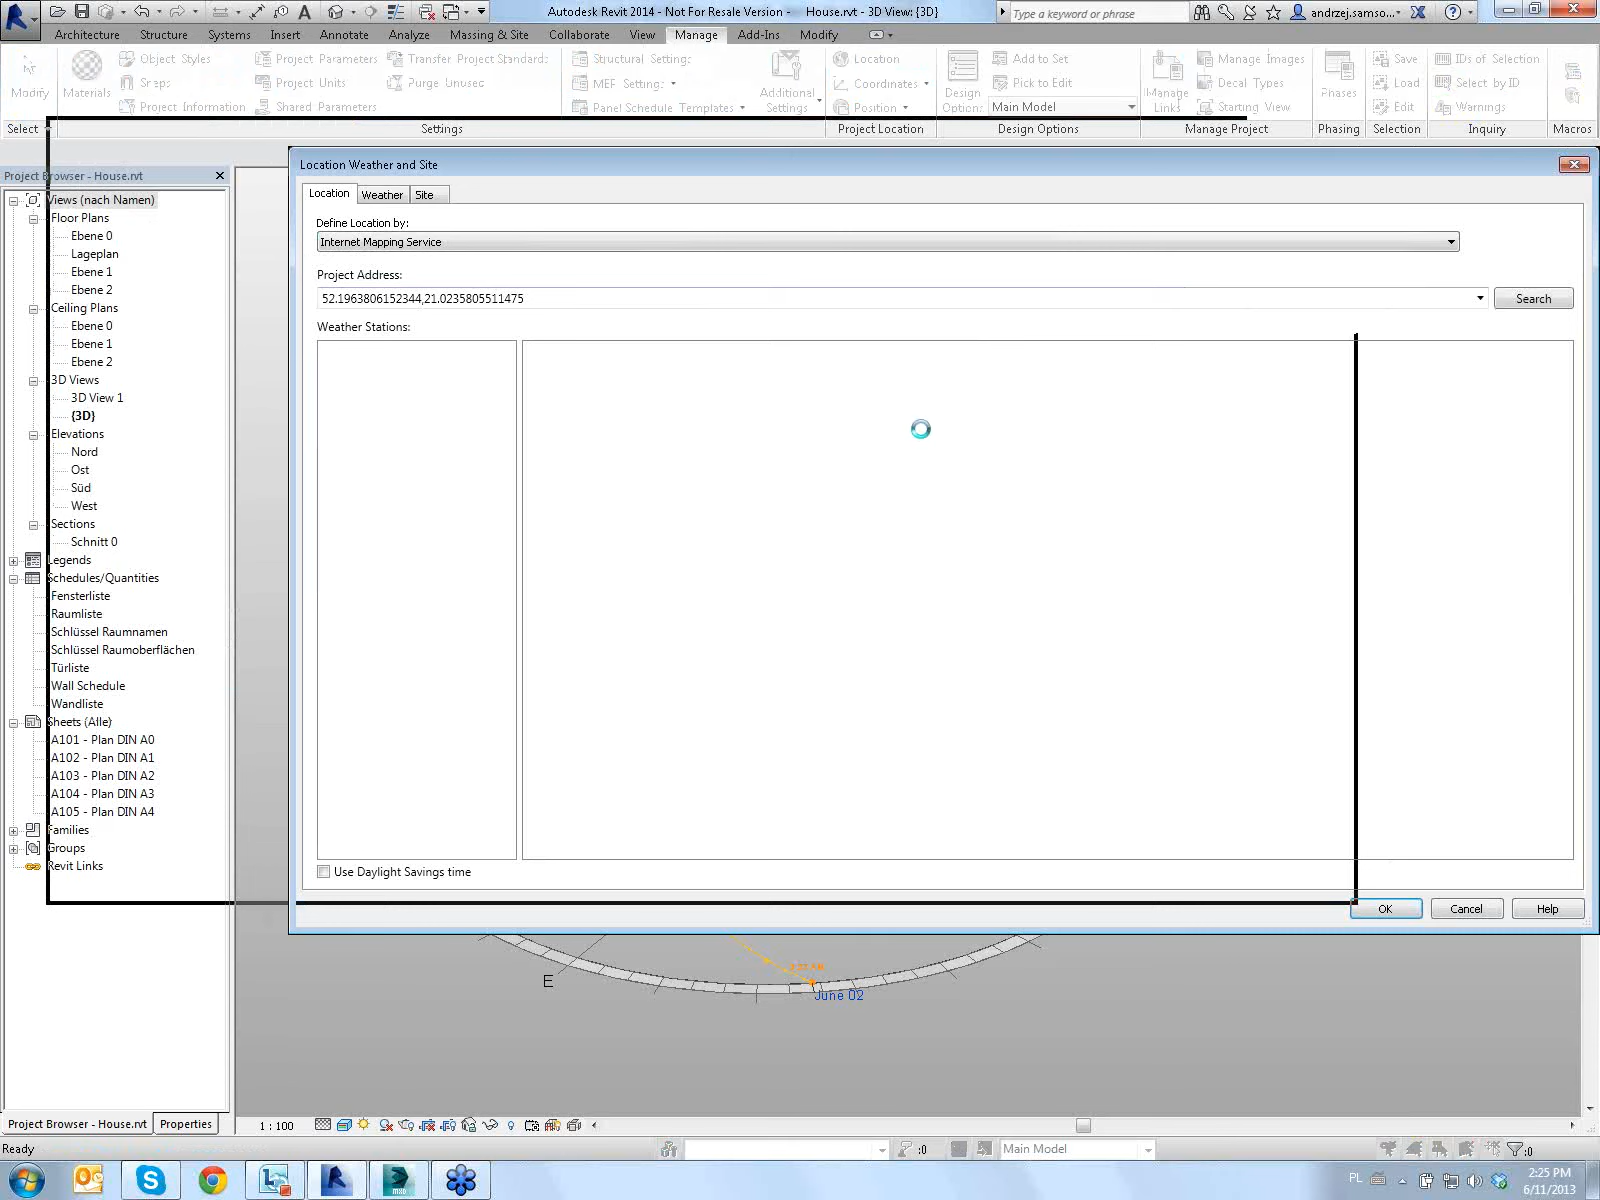 Autodesk Revit 2014 - Not For Resale Version - House.rvt - 3D View: {3D}
Type a keyword or phrase
andrzej.samso...
Architecture Structure Systems Insert Annotate Analyze Massing & Site Collaborate View Manage Add-Ins Modify
Modify
Materials
Object Styles
Snaps
Project Information
Project Parameters
Project Units
Shared Parameters
Transfer Project Standards
Purge Unused
Structural Settings
MEP Settings
Panel Schedule Templates
Additional
Settings
Location
Coordinates
Position
Design
Options
Add to Set
Pick to Edit
Main Model
Manage
Links
Manage Images
Decal Types
Starting View
Phases
Save
Load
Edit
IDs of Selection
Select by ID
Warnings
Select Settings Project Location Design Options Manage Project Phasing Selection Inquiry Macros
Project Browser - House.rvt
Views (nach Namen)
Floor Plans
Ebene 0
Lageplan
Ebene 1
Ebene 2
Ceiling Plans
Ebene 0
Ebene 1
Ebene 2
3D Views
3D View 1
{3D}
Elevations
Nord
Ost
Süd
West
Sections
Schnitt 0
Legends
Schedules/Quantities
Fensterliste
Raumliste
Schlüssel Raumnamen
Schlüssel Raumoberflächen
Türliste
Wall Schedule
Wandliste
Sheets (Alle)
A101 - Plan DIN A0
A102 - Plan DIN A1
A103 - Plan DIN A2
A104 - Plan DIN A3
A105 - Plan DIN A4
Families
Groups
Revit Links
Project Browser - House.rvt Properties
Location Weather and Site
Location Weather Site
Define Location by:
Internet Mapping Service
Project Address:
52.1963806152344,21.0235805511475
Search
Weather Stations:
Use Daylight Savings time
OK Cancel Help
E
June 02
1 : 100
Ready
:0
Main Model
:0
PL
2:25 PM
6/11/2013